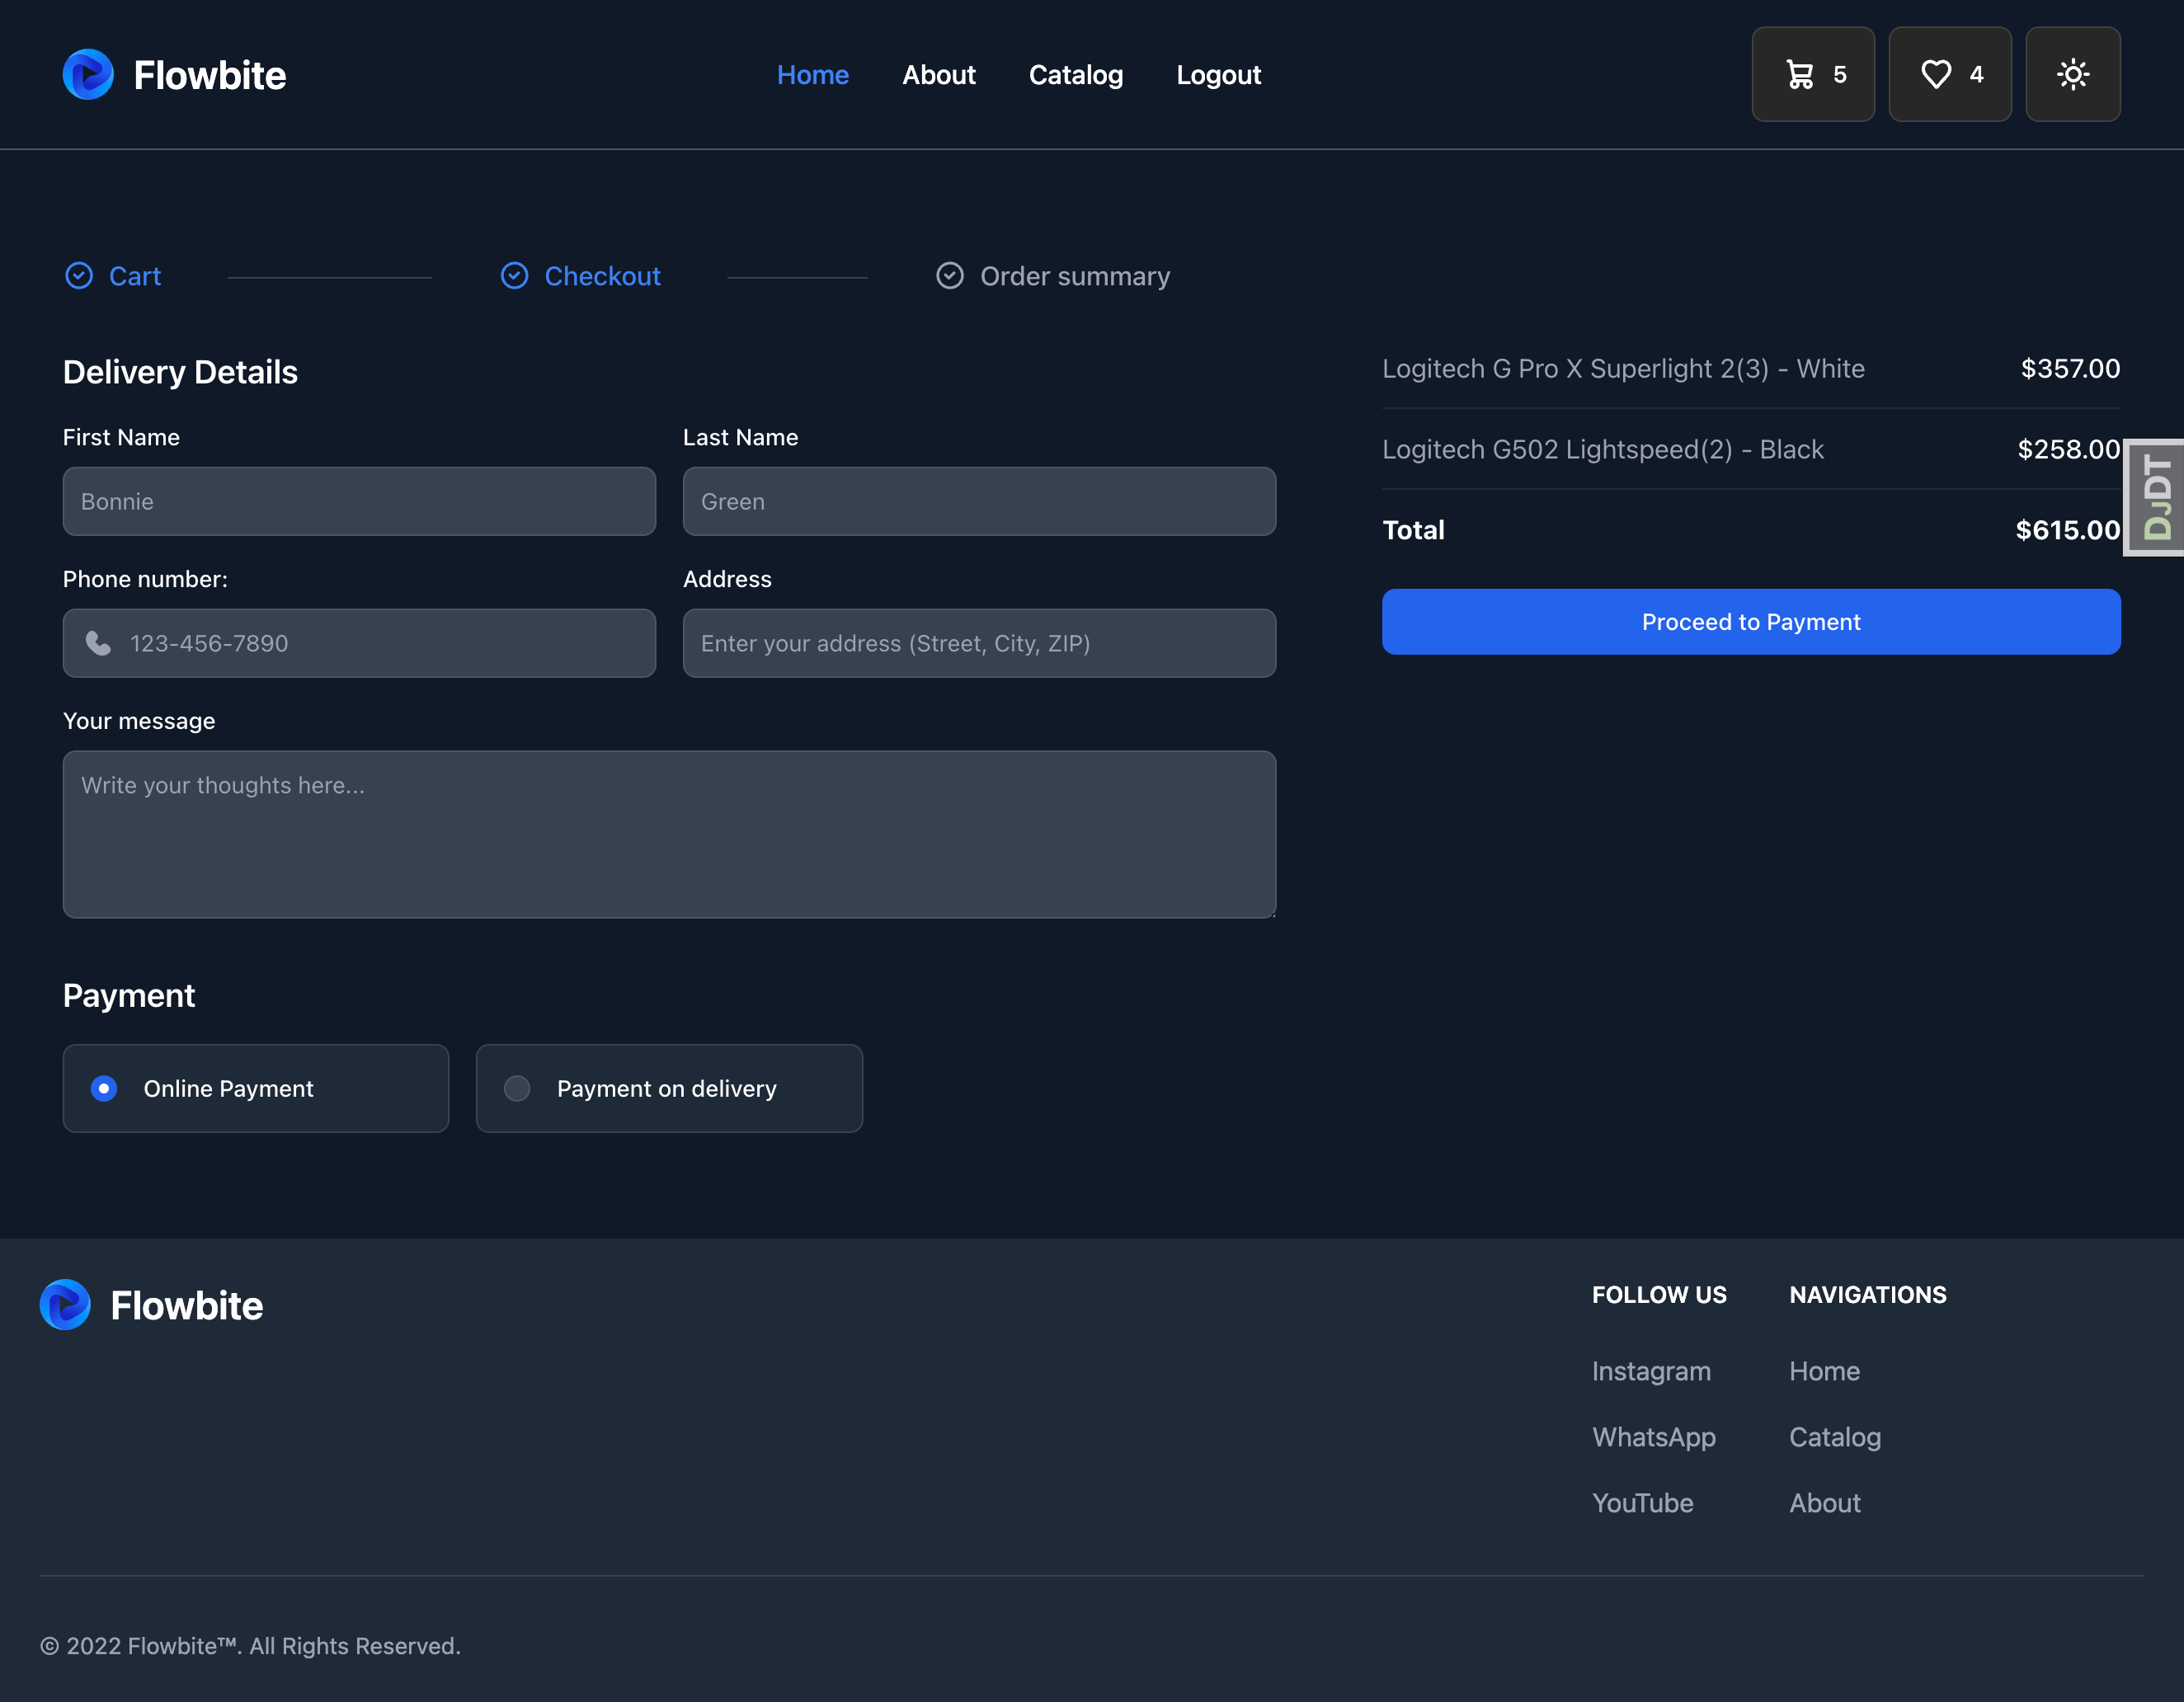 Flowbite
Home About Catalog Logout
5 4
Cart Checkout Order summary
Delivery Details
First Name Last Name
Bonnie Green
Phone number: Address
123-456-7890 Enter your address (Street, City, ZIP)
Your message
Write your thoughts here...
Payment
Online Payment Payment on delivery
Logitech G Pro X Superlight 2(3) - White $357.00
Logitech G502 Lightspeed(2) - Black $258.00
Total $615.00
Proceed to Payment
DJDT
Flowbite
FOLLOW US NAVIGATIONS
Instagram Home
WhatsApp Catalog
YouTube About
© 2022 Flowbite™. All Rights Reserved.